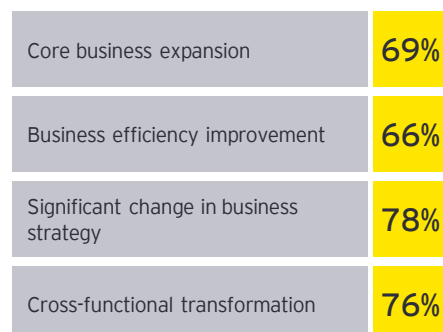 Core business expansion 69%
Business efficiency improvement 66%
Significant change in business
strategy 78%
Cross-functional transformation 76%